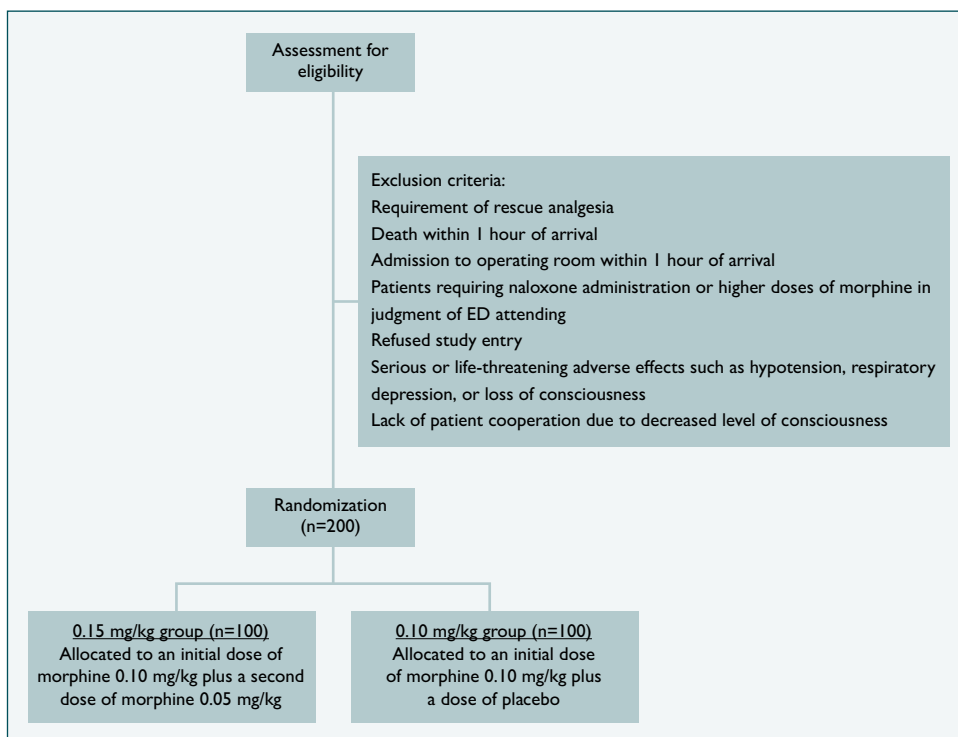 Assessment for
eligibility
Exclusion criteria:
Requirement of rescue analgesia
Death within 1 hour of arrival
Admission to operating room within 1 hour of arrival
Patients requiring naloxone administration or higher doses of morphine in
judgment of ED attending
Refused study entry
Serious or life-threatening adverse effects such as hypotension, respiratory
depression, or loss of consciousness
Lack of patient cooperation due to decreased level of consciousness
Randomization
(n=200)
0.15 mg/kg group (n=100)
Allocated to an initial dose of
morphine 0.10 mg/kg plus a second
dose of morphine 0.05 mg/kg
0.10 mg/kg group (n=100)
Allocated to an initial dose
of morphine 0.10 mg/kg plus
a dose of placebo